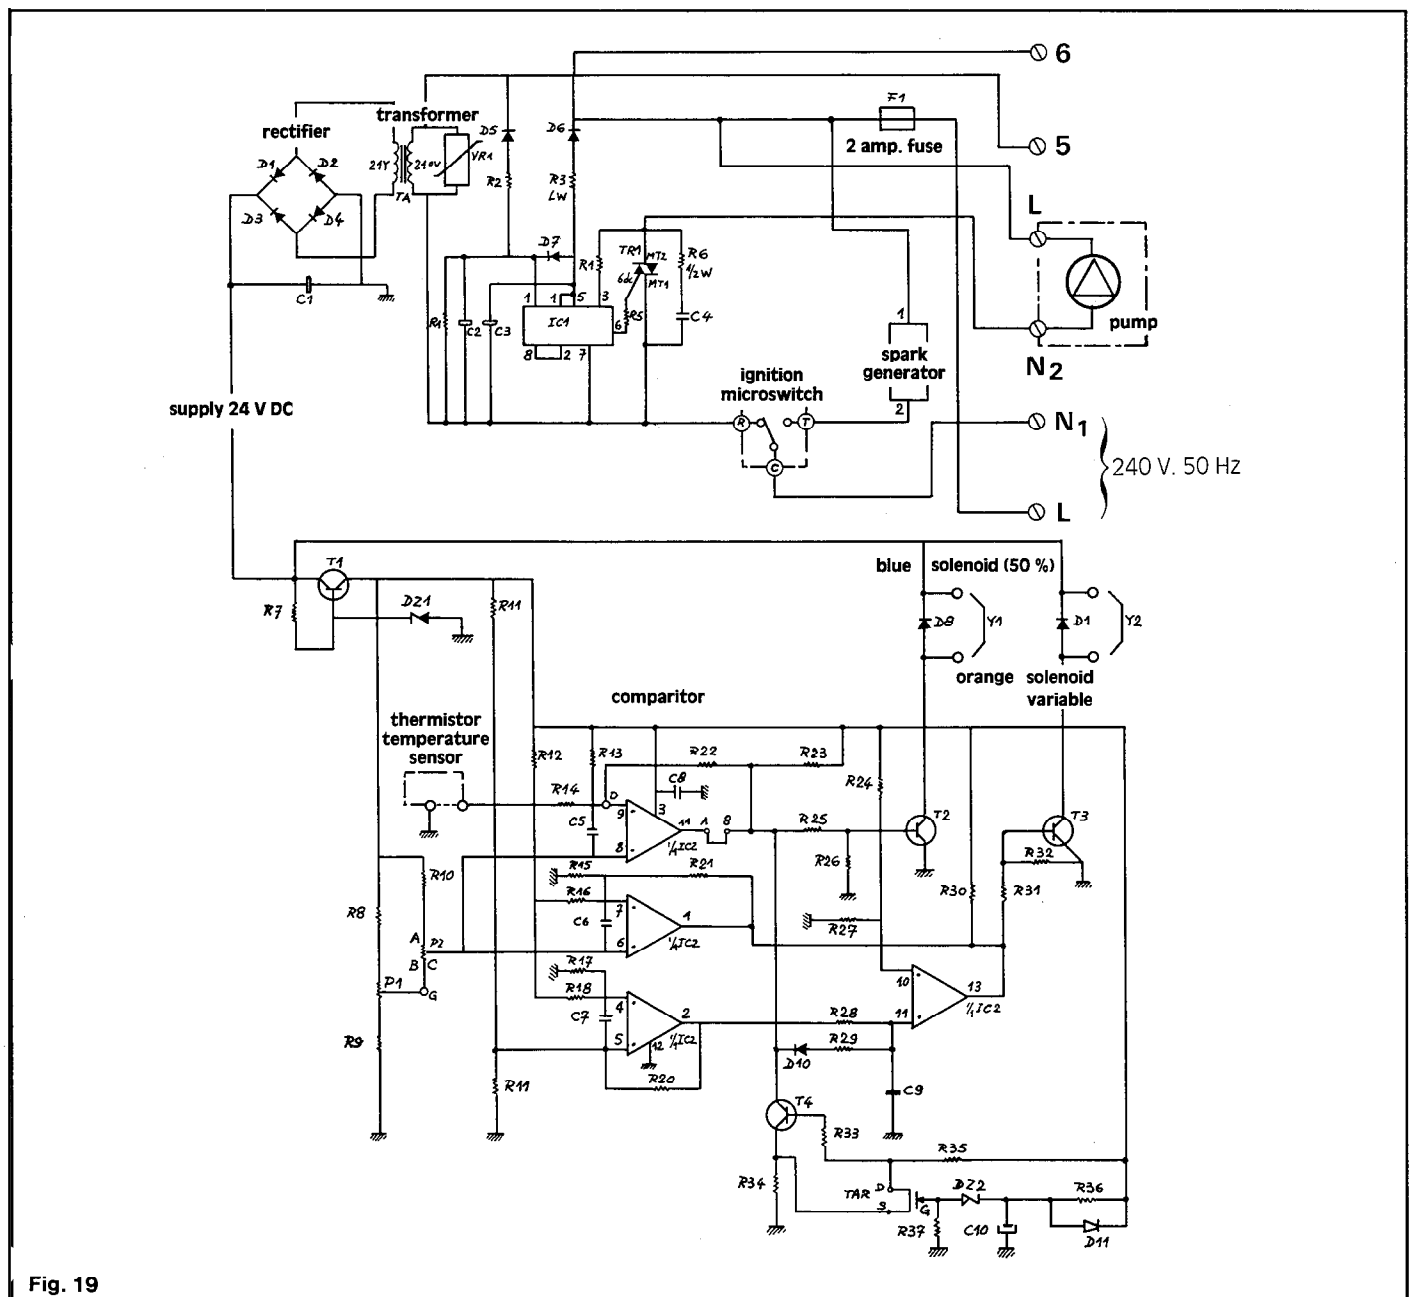 6
transformer
F1
rectifier
D5
D6
2 amp. fuse
5
D1
D2
21V
210V
VR1
R2
R3
LW
TA
L
D3
D4
D7
TR1
MT2
R6
1/2W
R1
MT1
C1
1
1
5
3
R1
C2
C3
IC1
6
R5
C4
1
pump
8
2
7
spark
generator
N2
ignition
microswitch
supply 24 V DC
2
R
T
N1
C
240 V. 50 Hz
L
T1
blue
solenoid (50 %)
R7
DZ1
R11
D8
Y1
D1
Y2
orange
solenoid
variable
comparitor
thermistor
temperature
sensor
R12
R13
R22
R23
R24
C8
R14
D
9
3
11
A
B
C5
R25
T2
T3
8
1/4IC2
R32
R26
R10
R15
R21
R16
R30
R31
R8
7
C6
1
R27
A
P2
6
1/4IC2
B
C
R17
10
13
P1
G
R18
4
1/4IC2
C7
2
R28
11
R9
5
12
1/4IC2
R29
D10
R11
R20
C9
T4
R33
R35
R34
TAR
D
DZ2
R36
S
G
R37
C10
D11
Fig. 19